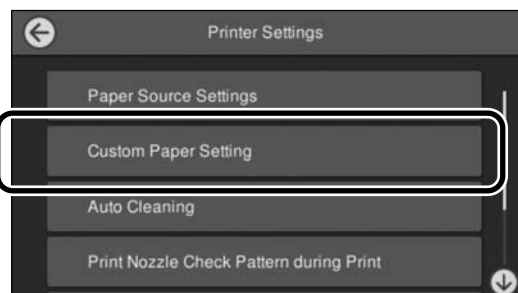 Printer Settings
Paper Source Settings
Custom Paper Setting
Auto Cleaning
Print Nozzle Check Pattern during Print